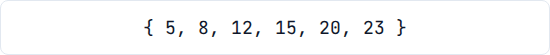 { 5, 8, 12, 15, 20, 23 }